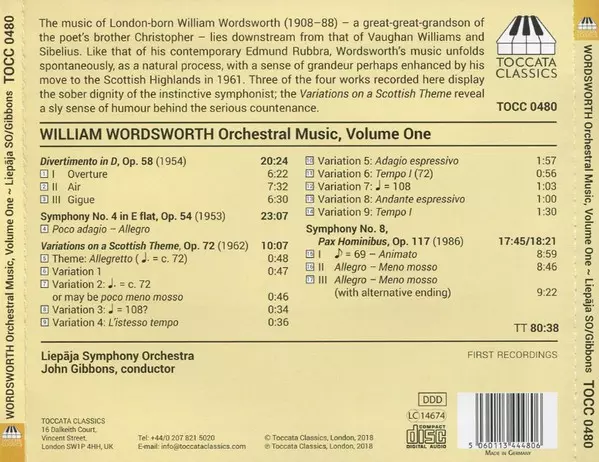 WORDSWORTH Orchestral Music, Volume One ~ Liepāja SO/Gibbons TOCC 0480
The music of London-born William Wordsworth (1908–88) – a great-great-grandson of
the poet's brother Christopher – lies downstream from that of Vaughan Williams and
Sibelius. Like that of his contemporary Edmund Rubbra, Wordsworth's music unfolds
spontaneously, as a natural process, with a sense of grandeur perhaps enhanced by his
move to the Scottish Highlands in 1961. Three of the four works recorded here display
the sober dignity of the instinctive symphonist; the Variations on a Scottish Theme reveal
a sly sense of humour behind the serious countenance.
TOCCATA
CLASSICS
TOCC 0480
WILLIAM WORDSWORTH Orchestral Music, Volume One
Divertimento in D, Op. 58 (1954) 20:24
1 I Overture 6:22
2 II Air 7:32
3 III Gigue 6:30
Symphony No. 4 in E flat, Op. 54 (1953) 23:07
4 Poco adagio – Allegro
Variations on a Scottish Theme, Op. 72 (1962) 10:07
5 Theme: Allegretto (♩. = c. 72) 0:48
6 Variation 1 0:47
7 Variation 2: ♩. = c. 72
or may be poco meno mosso 0:46
8 Variation 3: ♩ = 108? 0:34
9 Variation 4: L'istesso tempo 0:36
10 Variation 5: Adagio espressivo 1:57
11 Variation 6: Tempo I (72) 0:56
12 Variation 7: ♩ = 108 1:03
13 Variation 8: Andante espressivo 1:00
14 Variation 9: Tempo I 1:30
Symphony No. 8,
Pax Hominibus, Op. 117 (1986) 17:45/18:21
15 I ♪ = 69 – Animato 8:59
16 II Allegro – Meno mosso 8:46
17 III Allegro – Meno mosso
(with alternative ending) 9:22
TT 80:38
Liepāja Symphony Orchestra
John Gibbons, conductor
FIRST RECORDINGS
TOCCATA CLASSICS
16 Dalkeith Court,
Vincent Street,
London SW1P 4HH, UK
Tel: +44/0 207 821 5020
E-mail: info@toccataclassics.com
℗ Toccata Classics, London, 2018
© Toccata Classics, London, 2018
DDD
LC 14674
COMPACT
disc
DIGITAL AUDIO
5 060113 444806
Made in Germany
WORDSWORTH Orchestral Music, Volume One ~ Liepāja SO/Gibbons TOCC 0480